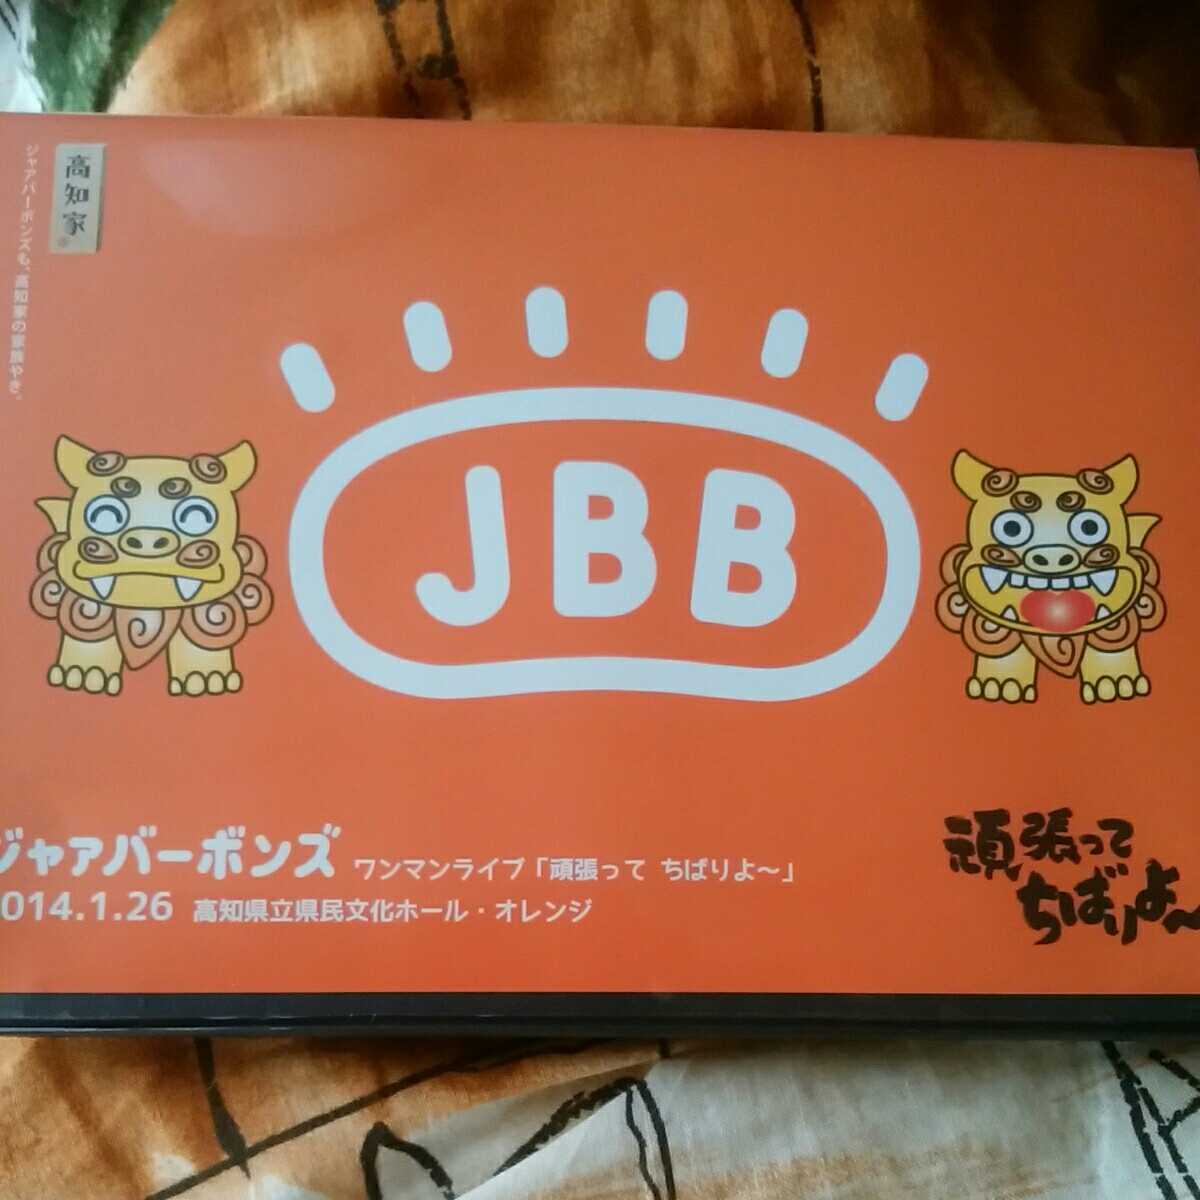 高知家
ジャアバーボンズも、高知家の家族やき。
JBB
ジャアバーボンズ ワンマンライブ「頑張って ちばりよ〜」
2014.1.26 高知県立県民文化ホール・オレンジ
頑張って
ちばりよ〜